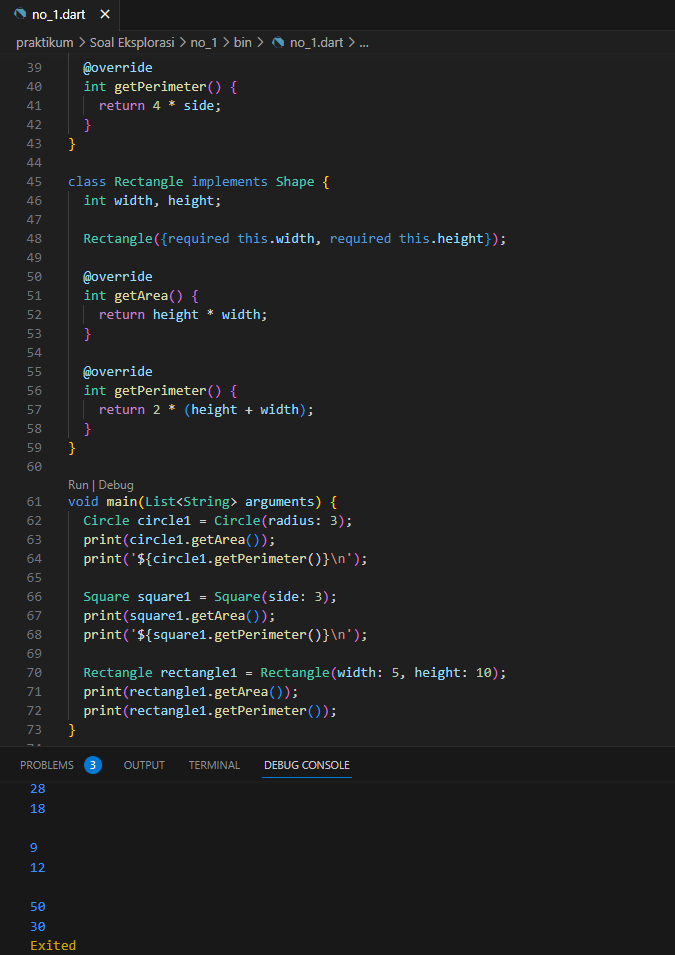 no_1.dart
praktikum > Soal Eksplorasi > no_1 > bin > no_1.dart > ...
39 @override
40 int getPerimeter() {
41 return 4 * side;
42 }
43 }
44
45 class Rectangle implements Shape {
46 int width, height;
47
48 Rectangle({required this.width, required this.height});
49
50 @override
51 int getArea() {
52 return height * width;
53 }
54
55 @override
56 int getPerimeter() {
57 return 2 * (height + width);
58 }
59 }
60
Run | Debug
61 void main(List<String> arguments) {
62 Circle circle1 = Circle(radius: 3);
63 print(circle1.getArea());
64 print('${circle1.getPerimeter()}\n');
65
66 Square square1 = Square(side: 3);
67 print(square1.getArea());
68 print('${square1.getPerimeter()}\n');
69
70 Rectangle rectangle1 = Rectangle(width: 5, height: 10);
71 print(rectangle1.getArea());
72 print(rectangle1.getPerimeter());
73 }
PROBLEMS 3 OUTPUT TERMINAL DEBUG CONSOLE
28
18
9
12
50
30
Exited